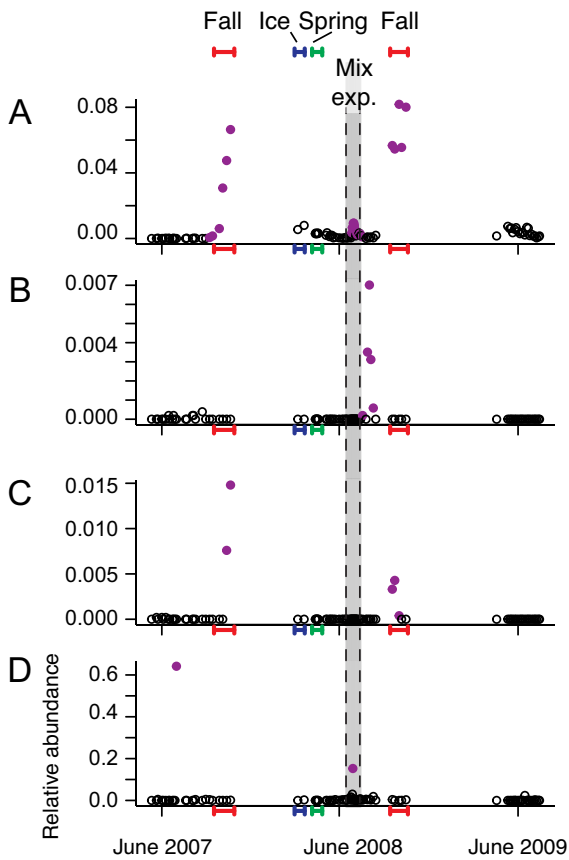 Fall Ice Spring Fall
Mix
exp.
A
0.08
0.04
0.00
B
0.007
0.004
0.000
C
0.015
0.010
0.005
0.000
D
Relative abundance
0.6
0.4
0.2
0.0
June 2007 June 2008 June 2009